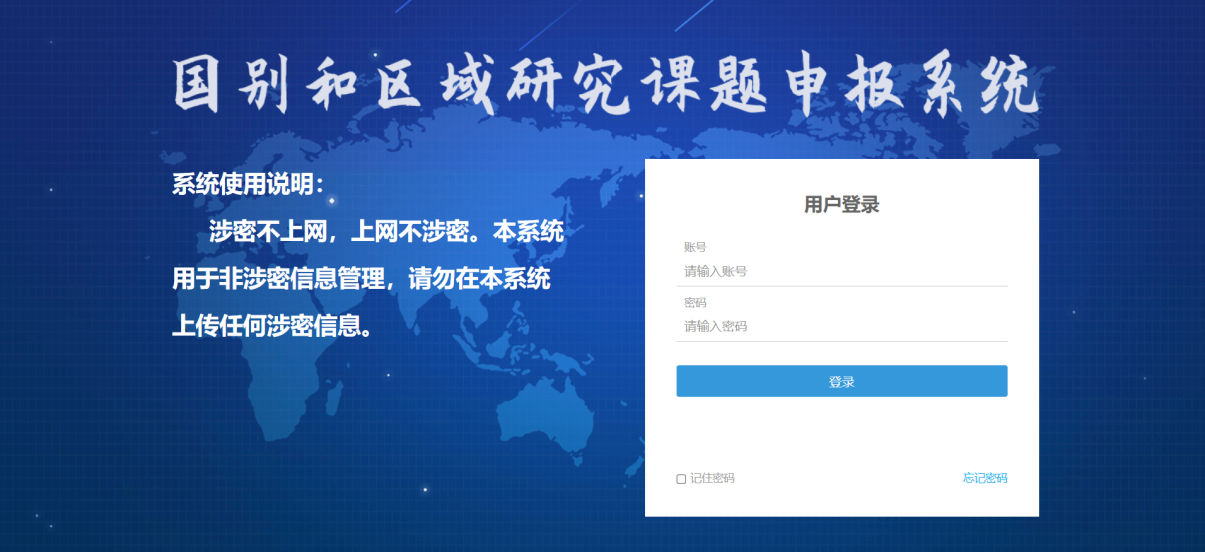 国别和区域研究课题申报系统
系统使用说明：
涉密不上网，上网不涉密。本系统
用于非涉密信息管理，请勿在本系统
上传任何涉密信息。
用户登录
账号
请输入账号
密码
请输入密码
登录
记住密码
忘记密码